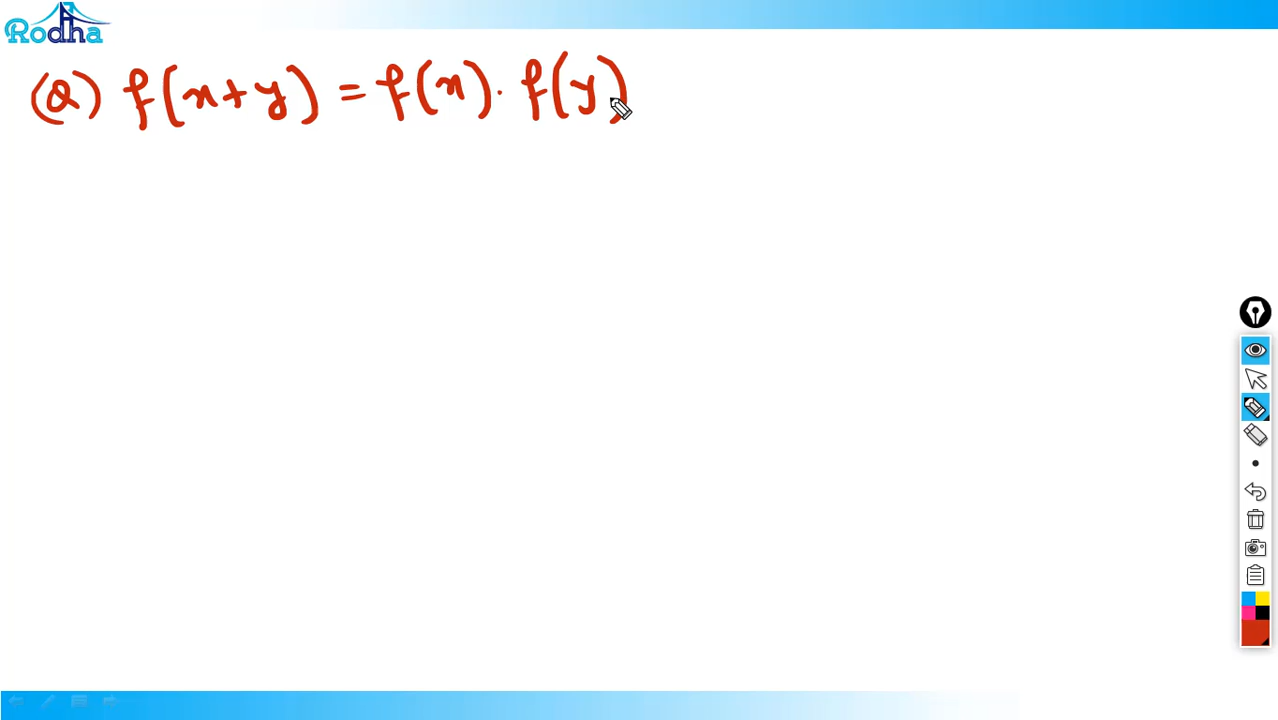 Rodha
(Q) f(x+y) = f(x) · f(y)